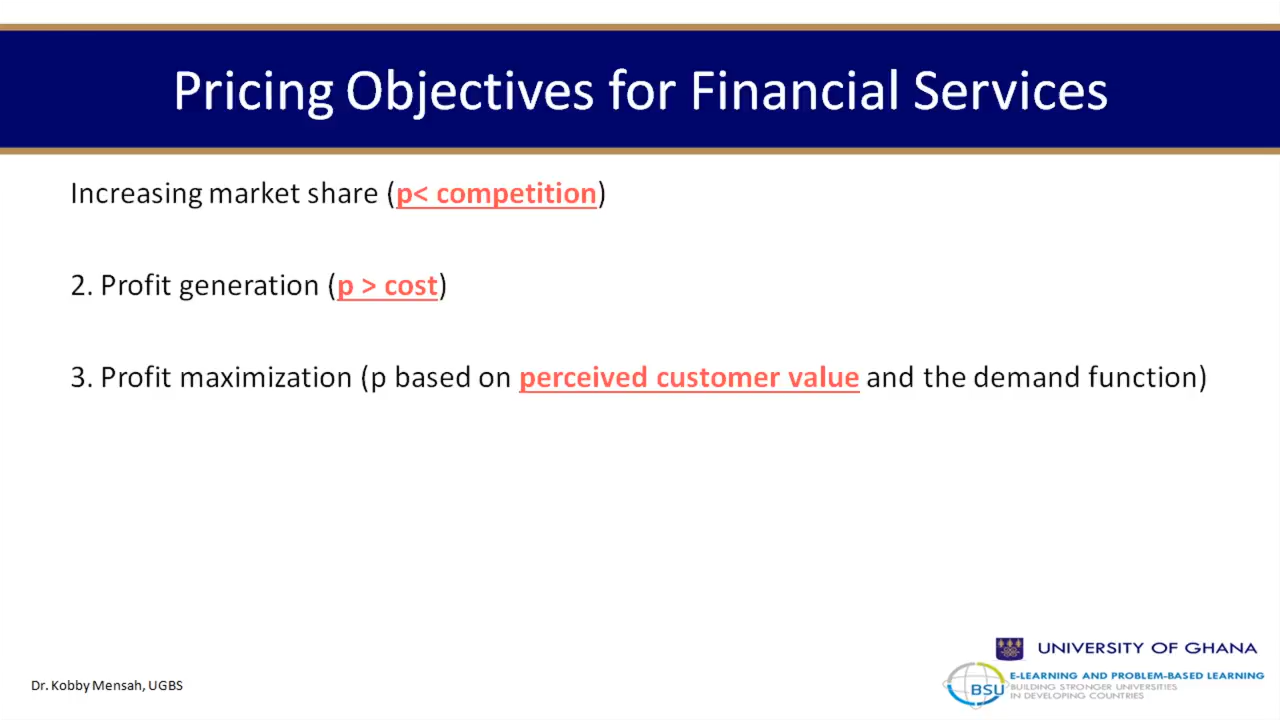 Pricing Objectives for Financial Services
Increasing market share (p< competition)
2. Profit generation (p > cost)
3. Profit maximization (p based on perceived customer value and the demand function)
UNIVERSITY OF GHANA
BSU
E-LEARNING AND PROBLEM-BASED LEARNING
BUILDING STRONGER UNIVERSITIES
IN DEVELOPING COUNTRIES
Dr. Kobby Mensah, UGBS